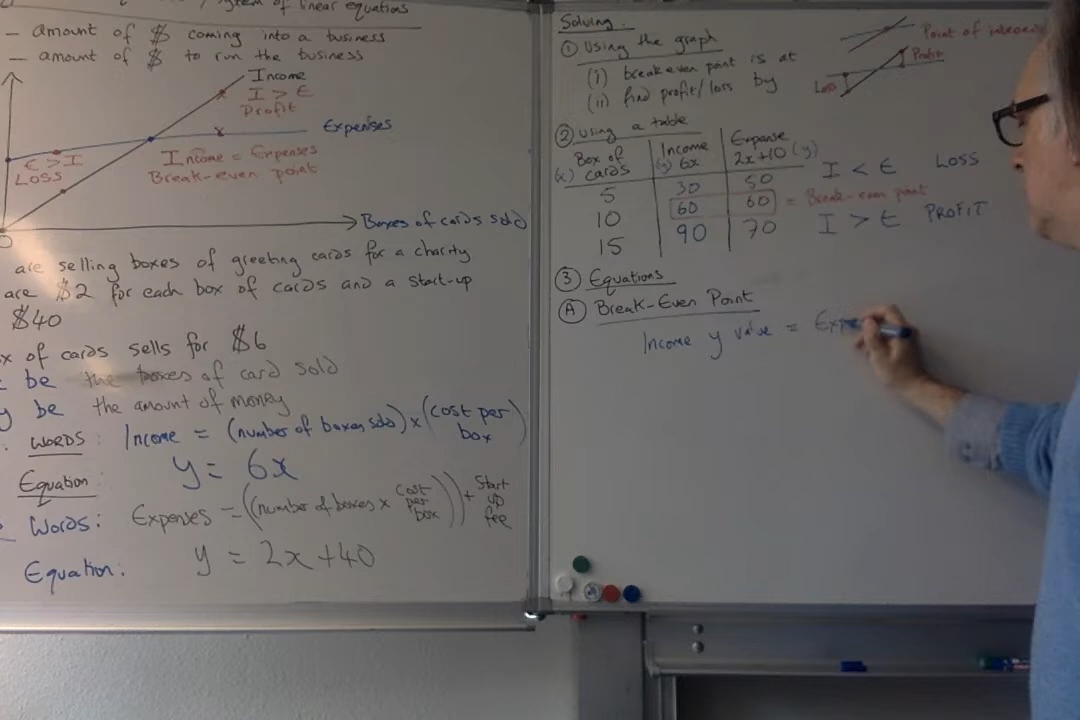 of linear equations
– amount of $ coming into a business
– amount of $ to run the business
Income
I > E
Profit
Expenses
E > I
LOSS
Income = Expenses
Break-even point
0
Boxes of cards sold
are selling boxes of greeting cards for a charity
are $2 for each box of cards and a start-up
$40
of cards sells for $6
be the boxes of card sold
y be the amount of money
WORDS: Income = (number of boxes sold) × (cost per box)
Equation y = 6x
Words: Expenses = ((number of boxes × cost per box)) + start up fee
Equation: y = 2x + 40
Solving:
① Using the graph
(i) break even point is at
(ii) find profit/loss by
Point of
Profit
Loss
② Using a table
Box of cards (x) Income (y) 6x Expense 2x+10 (y)
5 30 50 I < E LOSS
10 60 60 = Break-even point
15 90 70 I > E PROFIT
③ Equations
Ⓐ Break-Even Point
Income y value = Expe